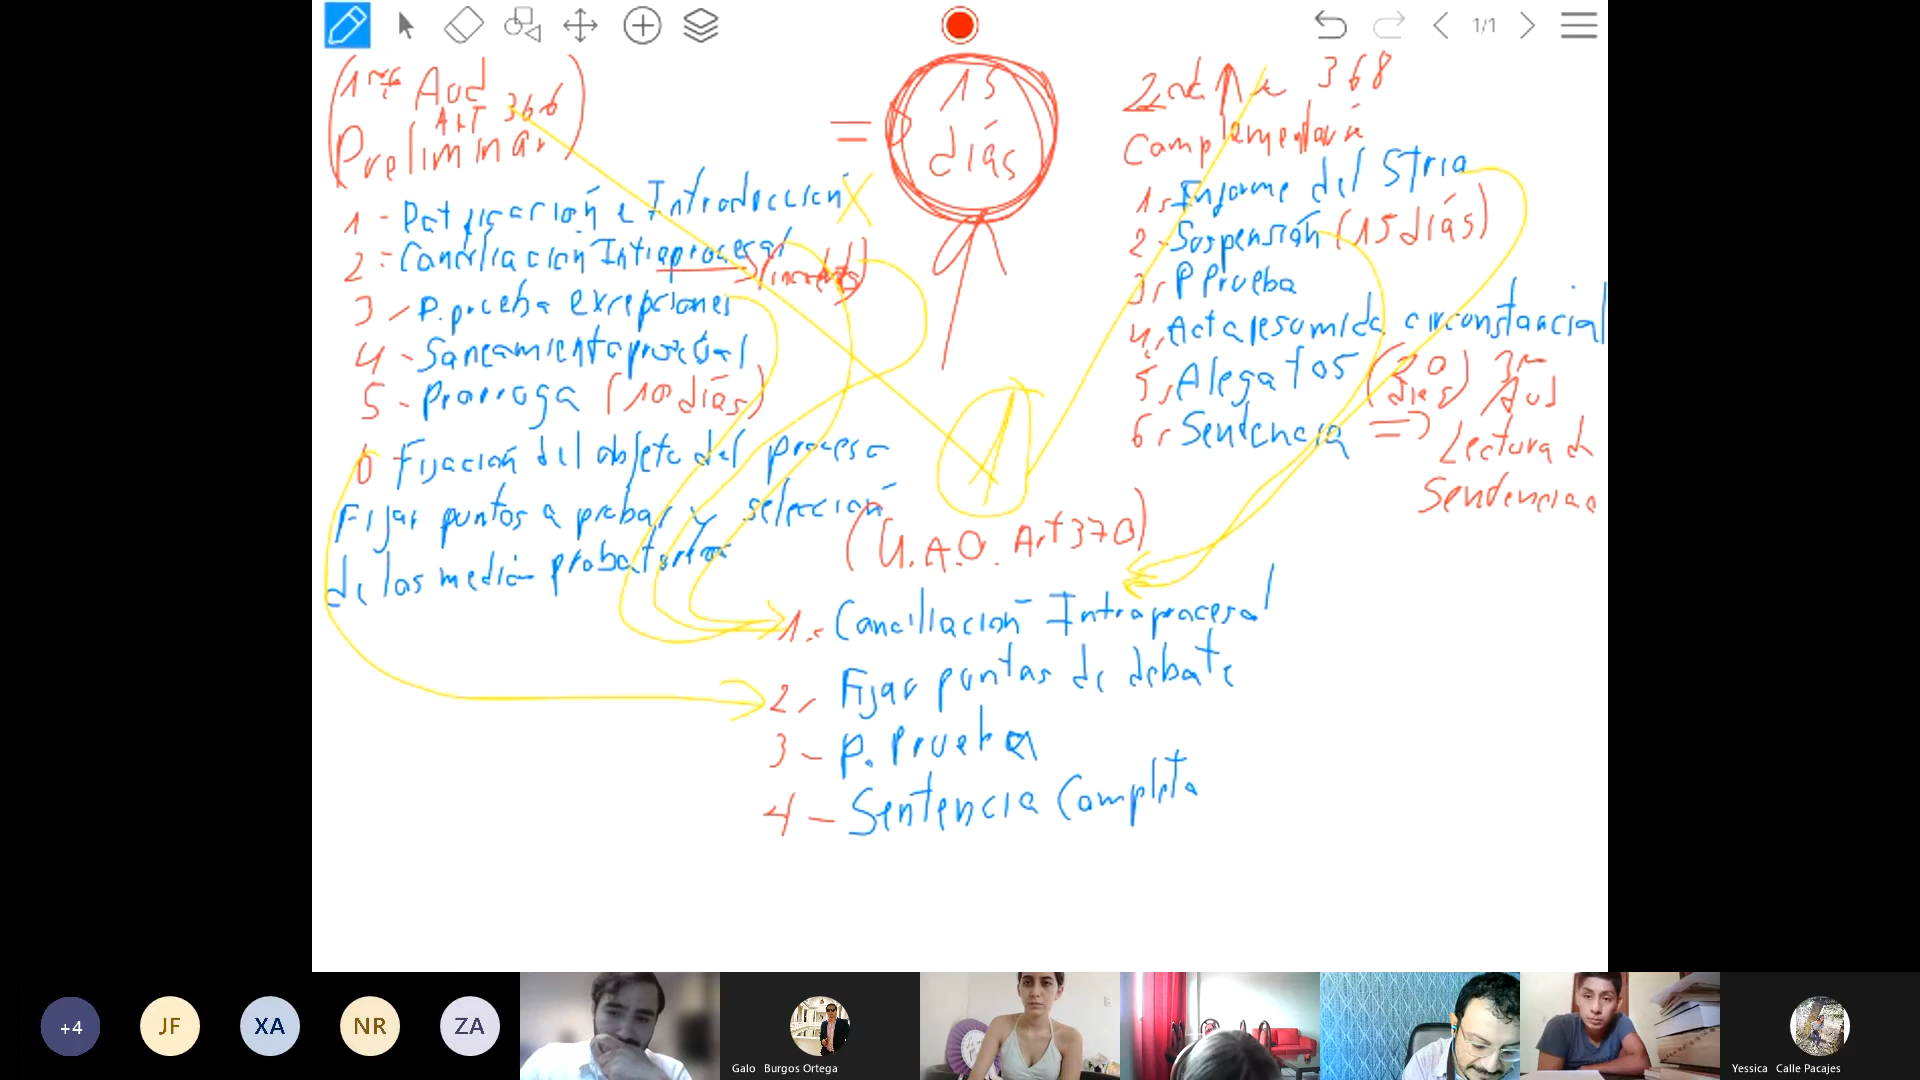 1/1
1ra Aud
Art 366
Preliminar
1 - Ratificación e Introducción X
2 - Conciliación Intraprocesal
3 - P. prueba excepciones
4 - Saneamiento procesal
5 - Prorroga (10 días)
6 Fijación del objeto del proceso
Fijar puntos a probar y selección
de los medios probatorios
= 15
días
2nda 368
Complementaria
1. Informe del Stria
2 - Suspensión (15 días)
3. P Prueba
4. Acta resumida circunstancial
5. Alegatos (20 días) 3ra
Aud
6. Sentencia => Lectura de
Sentencia
(U.A.O. Art 370)
1. Conciliación Intraprocesal
2. Fijar puntos de debate
3 - P. Prueba
4 - Sentencia Completa
+4
JF
XA
NR
ZA
Galo Burgos Ortega
Yessica Calle Pacajes